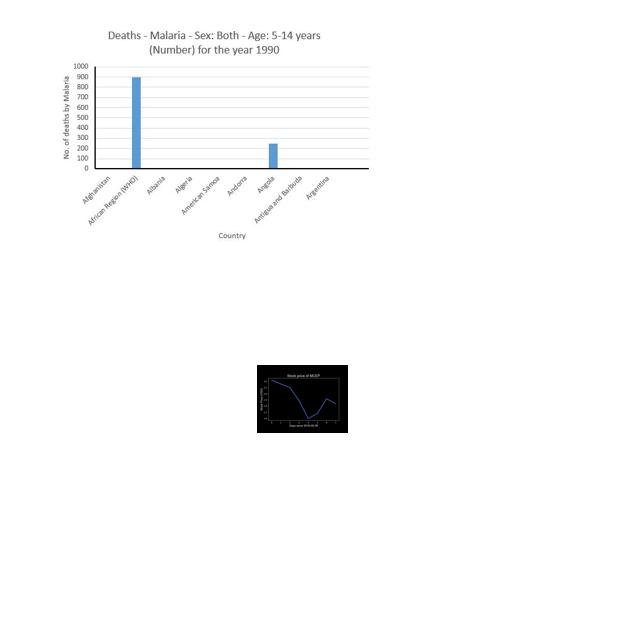 Deaths - Malaria - Sex: Both - Age: 5-14 years
(Number) for the year 1990
No. of deaths by Malaria
1000
900
800
700
600
500
400
300
200
100
0
Afghanistan
African Region (WHO)
Albania
Algeria
American Samoa
Andorra
Angola
Antigua and Barbuda
Argentina
Country
Stock price of